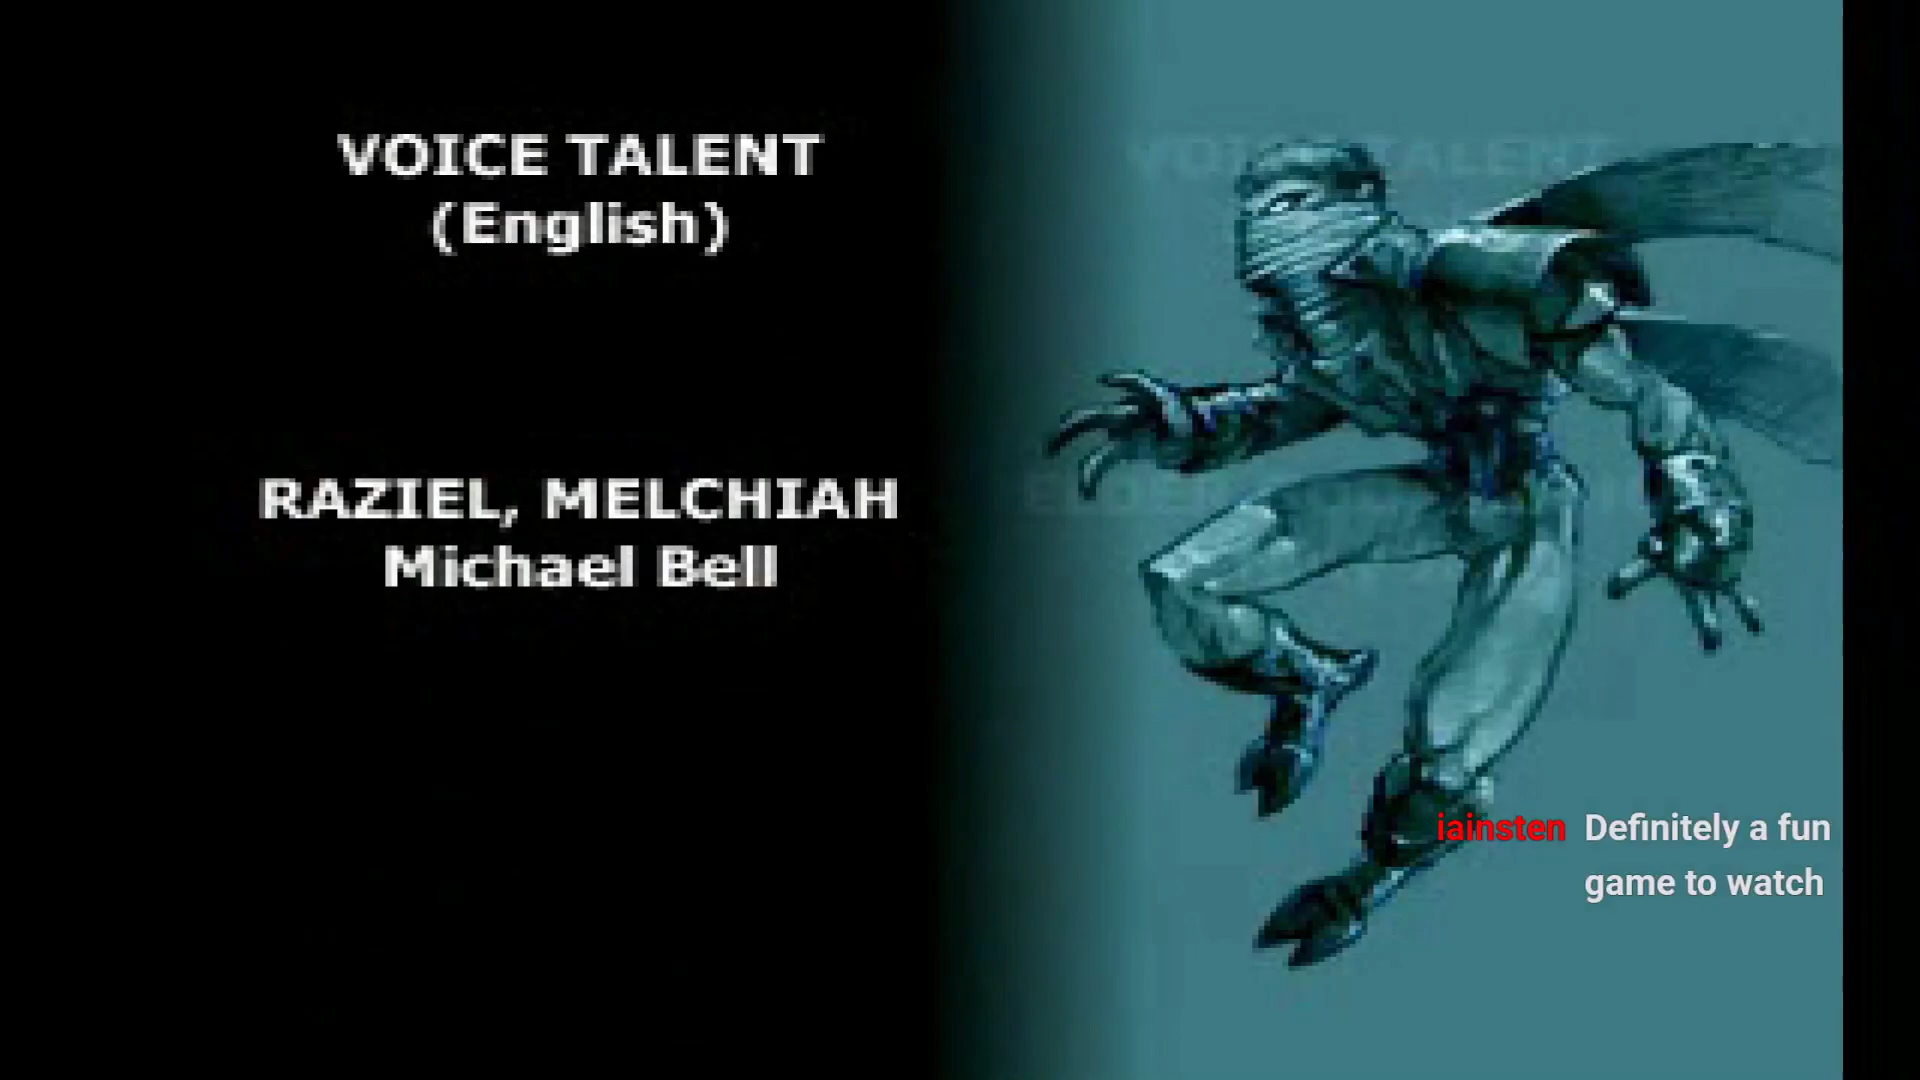 VOICE TALENT
(English)
RAZIEL, MELCHIAH
Michael Bell
iainsten Definitely a fun
game to watch